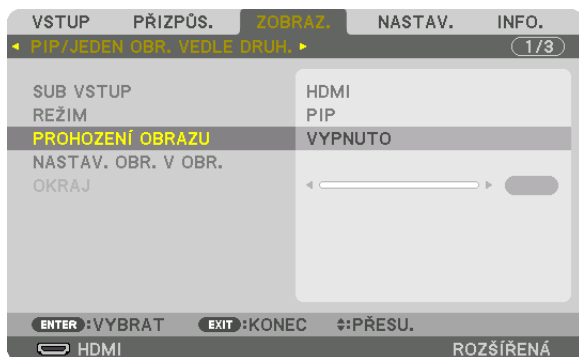 VSTUP PŘIZPŮS. ZOBRAZ. NASTAV. INFO.
PIP/JEDEN OBR. VEDLE DRUH. 1/3
SUB VSTUP HDMI
REŽIM PIP
PROHOZENÍ OBRAZU VYPNUTO
NASTAV. OBR. V OBR.
OKRAJ
ENTER:VYBRAT EXIT:KONEC :PŘESU.
HDMI ROZŠÍŘENÁ